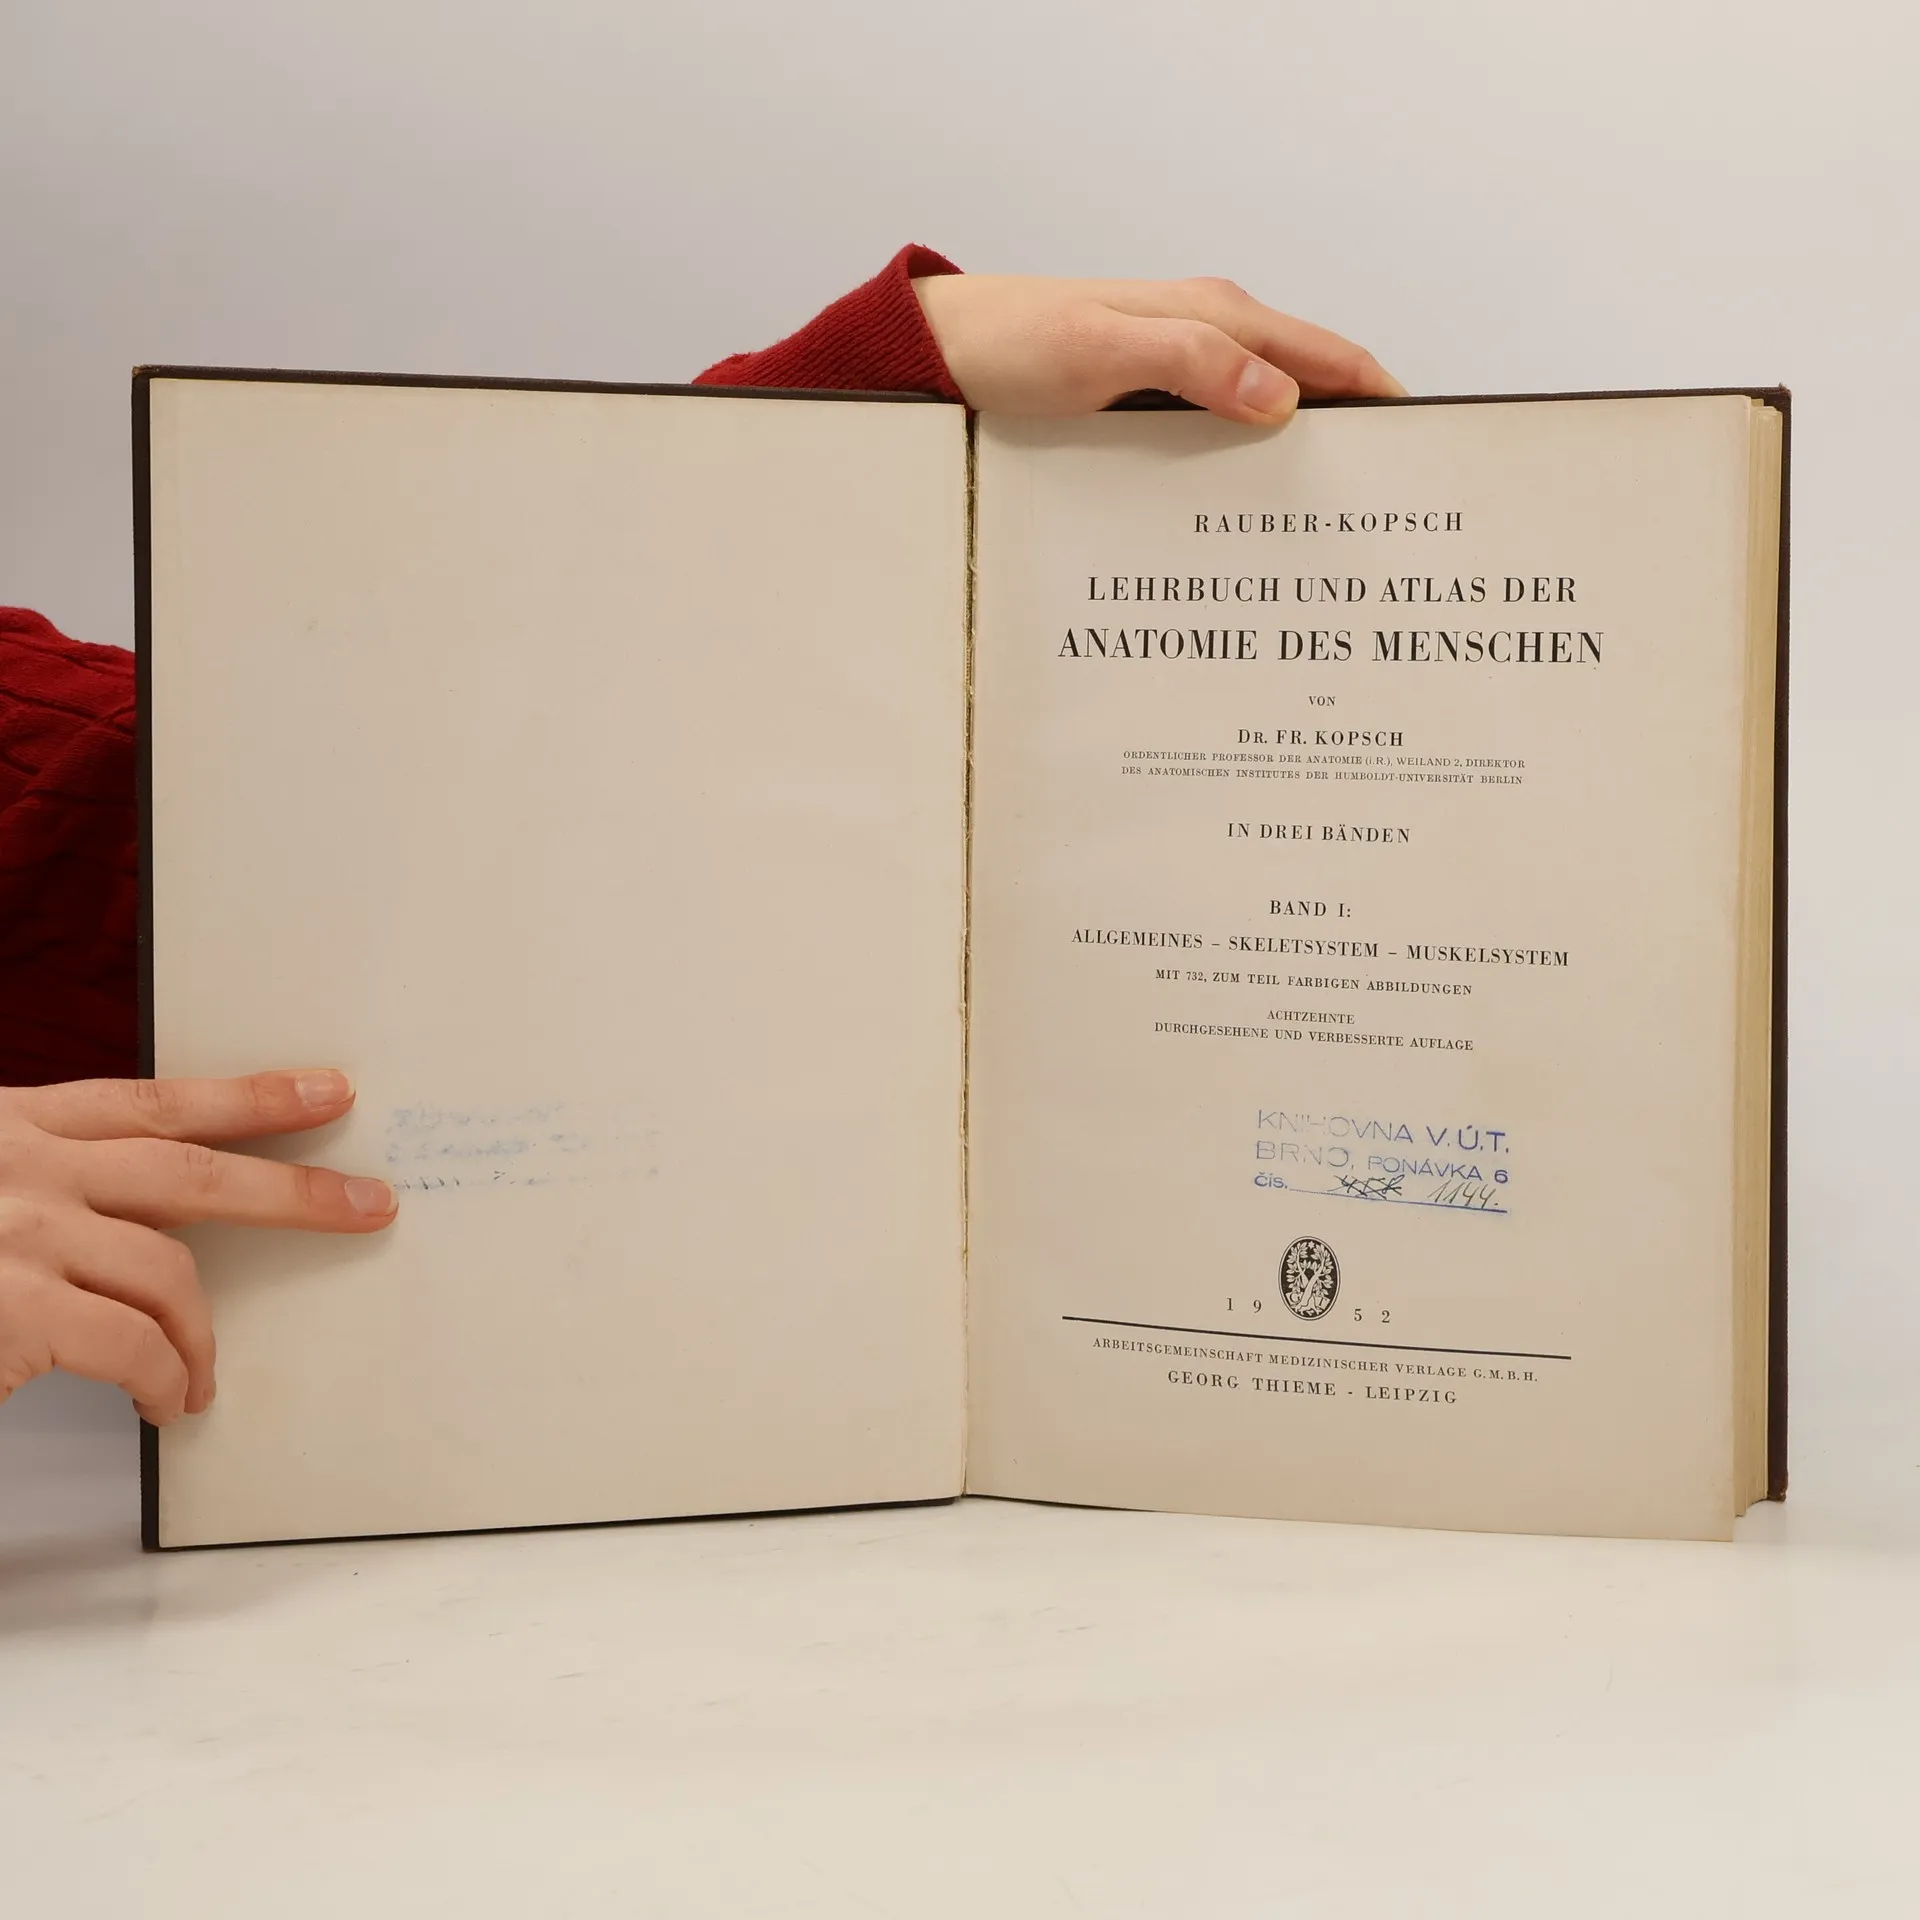 RAUBER-KOPSCH
LEHRBUCH UND ATLAS DER
ANATOMIE DES MENSCHEN
VON
DR. FR. KOPSCH
ORDENTLICHER PROFESSOR DER ANATOMIE (i.R.), WEILAND 2. DIREKTOR
DES ANATOMISCHEN INSTITUTES DER HUMBOLDT-UNIVERSITÄT BERLIN
IN DREI BÄNDEN
BAND I:
ALLGEMEINES – SKELETSYSTEM – MUSKELSYSTEM
MIT 732, ZUM TEIL FARBIGEN ABBILDUNGEN
ACHTZEHNTE
DURCHGESEHENE UND VERBESSERTE AUFLAGE
KNIHOVNA V.Ú.T.
BRNO, PONÁVKA 6
čís. 1144.
1952
ARBEITSGEMEINSCHAFT MEDIZINISCHER VERLAGE G.M.B.H.
GEORG THIEME - LEIPZIG